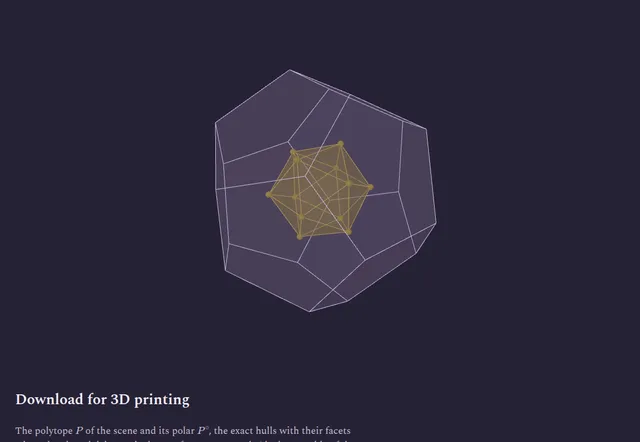 Download for 3D printing
The polytope P of the scene and its polar P°, the exact hulls with their facets